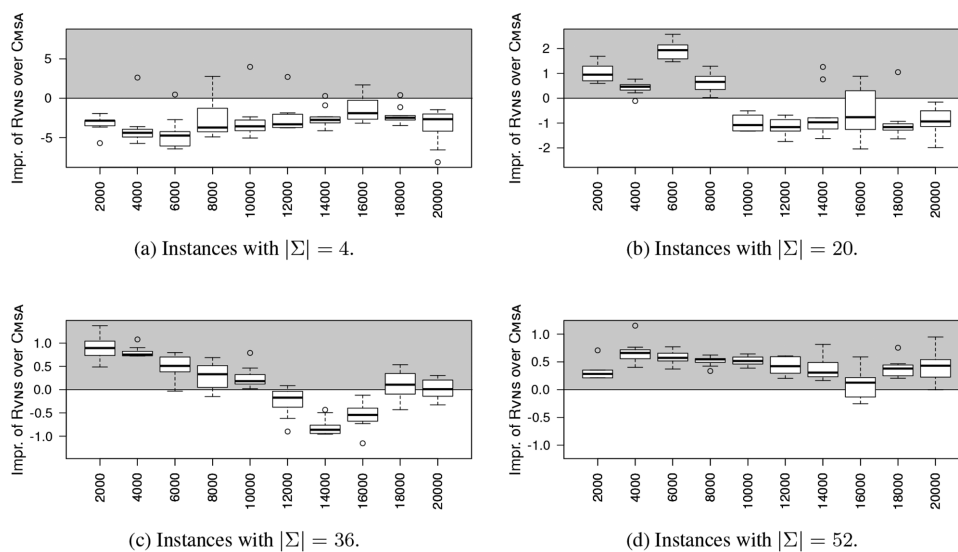 Impr. of RVNS over CMSA
5
0
-5
2000 4000 6000 8000 10000 12000 14000 16000 18000 20000
(a) Instances with |Σ| = 4.
Impr. of RVNS over CMSA
2
1
0
-1
-2
2000 4000 6000 8000 10000 12000 14000 16000 18000 20000
(b) Instances with |Σ| = 20.
Impr. of RVNS over CMSA
1.0
0.5
0.0
-0.5
-1.0
2000 4000 6000 8000 10000 12000 14000 16000 18000 20000
(c) Instances with |Σ| = 36.
Impr. of RVNS over CMSA
1.0
0.5
0.0
-0.5
-1.0
2000 4000 6000 8000 10000 12000 14000 16000 18000 20000
(d) Instances with |Σ| = 52.